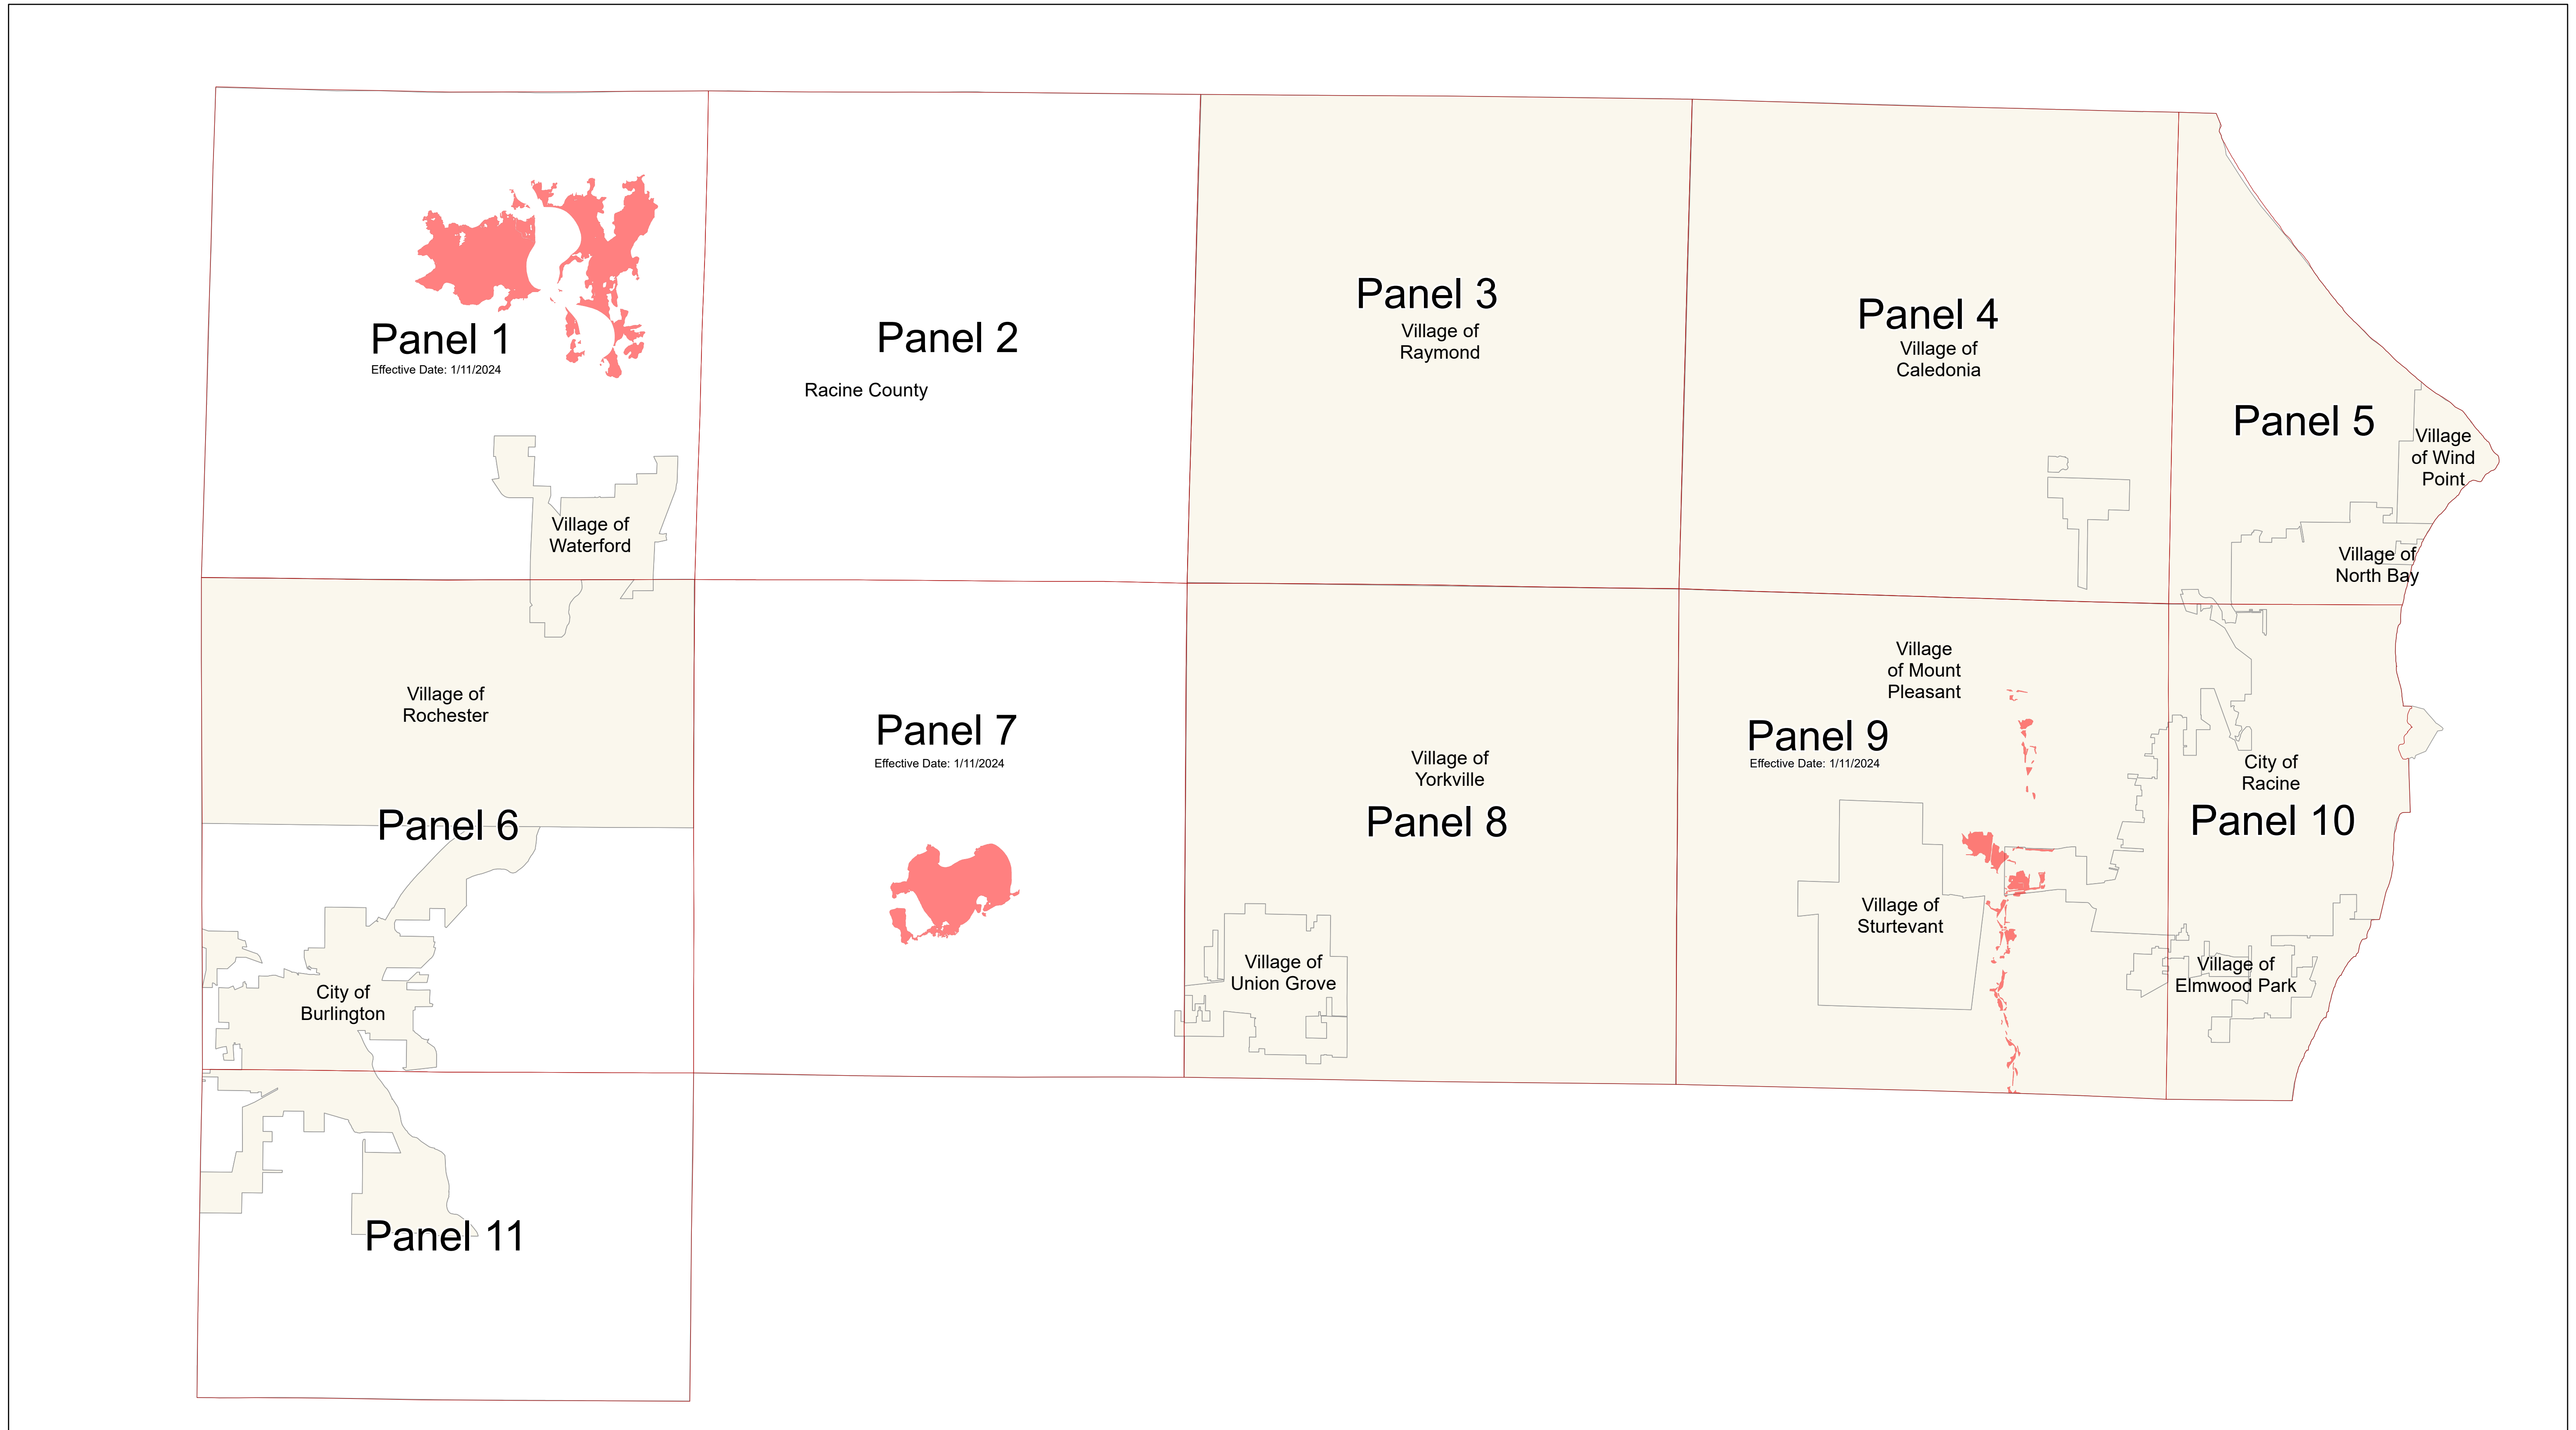 Panel 1
Effective Date: 1/11/2024
Panel 2
Racine County
Panel 3
Village of
Raymond
Panel 4
Village of
Caledonia
Panel 5
Village
of Wind
Point
Village of
North Bay
Village of
Waterford
Village of
Rochester
Panel 6
City of
Burlington
Panel 7
Effective Date: 1/11/2024
Village of
Yorkville
Panel 8
Village of
Union Grove
Village
of Mount
Pleasant
Panel 9
Effective Date: 1/11/2024
Village of
Sturtevant
City of
Racine
Panel 10
Village of
Elmwood Park
Panel 11